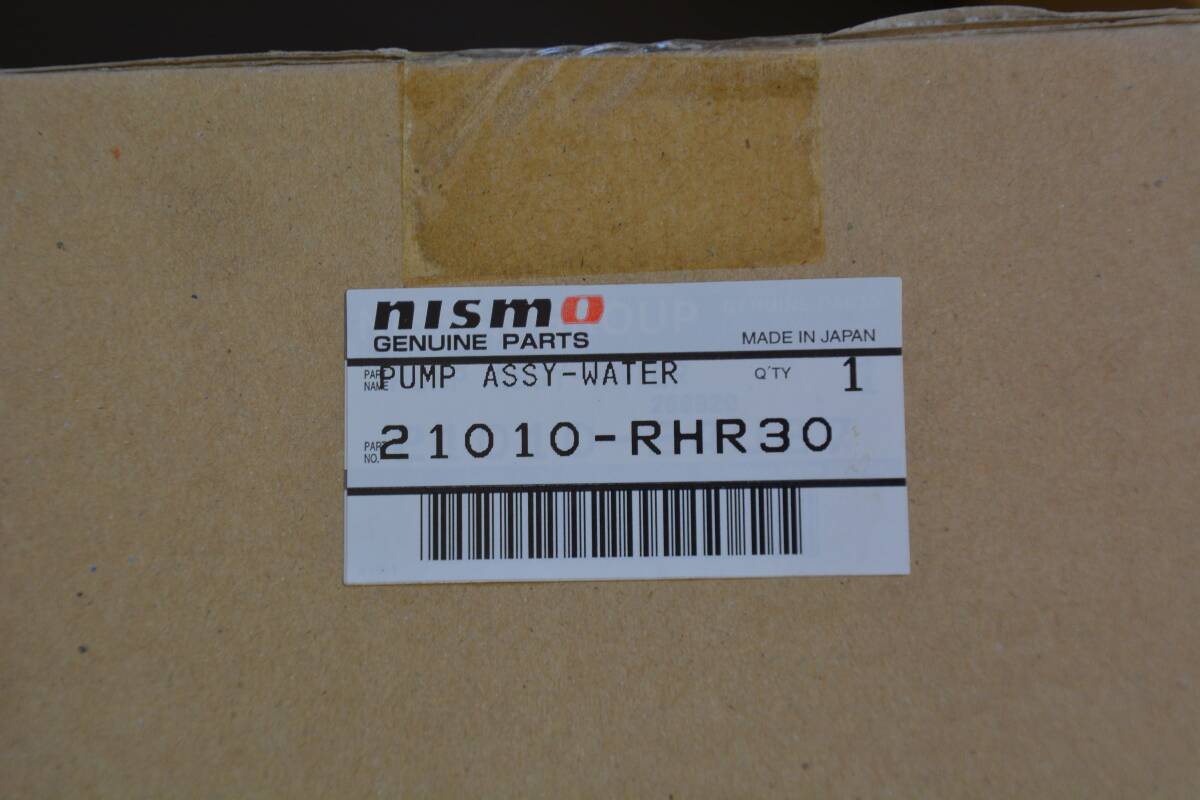 nismo
GENUINE PARTS
MADE IN JAPAN
PART NAME PUMP ASSY-WATER Q'TY 1
PART NO. 21010-RHR30